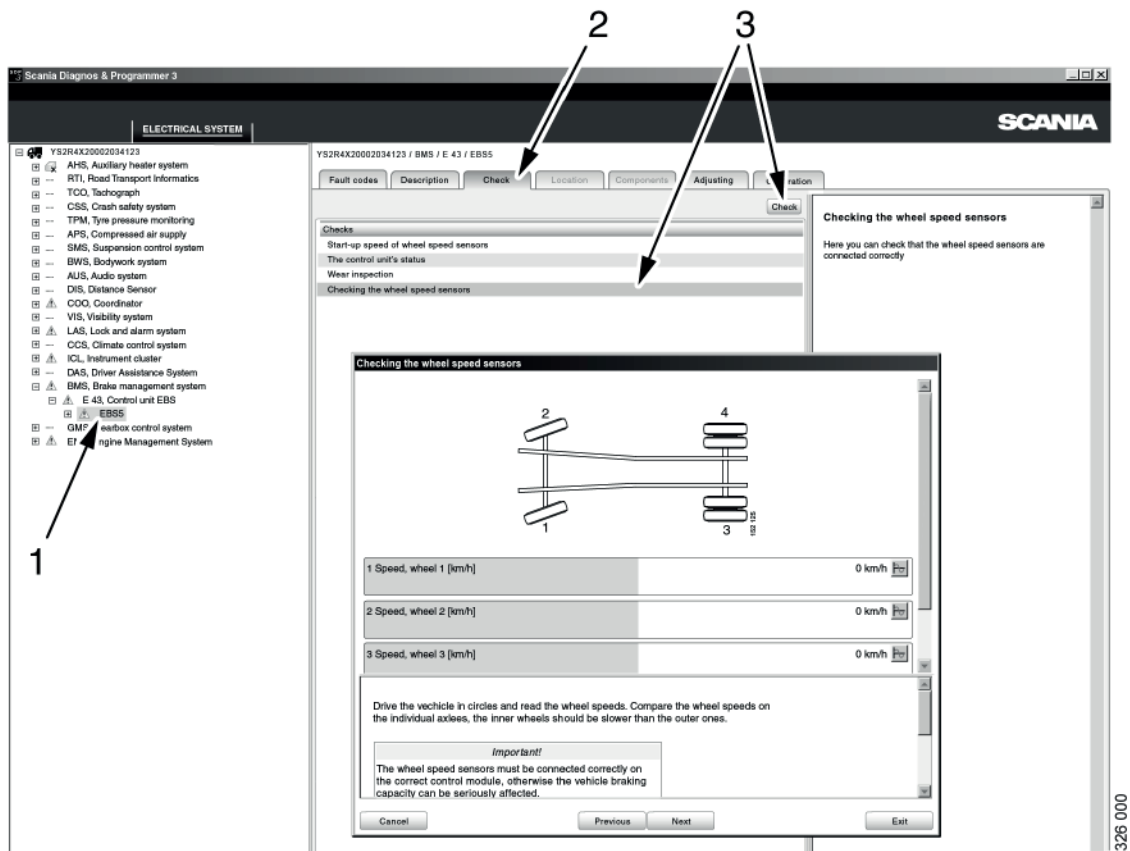 2
3
Scania Diagnos & Programmer 3
ELECTRICAL SYSTEM
SCANIA
YS2R4X20002034123
AHS, Auxiliary heater system
RTI, Road Transport Informatics
TCO, Tachograph
CSS, Crash safety system
TPM, Tyre pressure monitoring
APS, Compressed air supply
SMS, Suspension control system
BWS, Bodywork system
AUS, Audio system
DIS, Distance Sensor
COO, Coordinator
VIS, Visibility system
LAS, Lock and alarm system
CCS, Climate control system
ICL, Instrument cluster
DAS, Driver Assistance System
BMS, Brake management system
E 43, Control unit EBS
EBS5
GMS, earbox control system
EM ngine Management System
1
YS2R4X20002034123 / BMS / E 43 / EBS5
Fault codes Description Check Location Components Adjusting ration
Check
Checks
Start-up speed of wheel speed sensors
The control unit's status
Wear inspection
Checking the wheel speed sensors
Checking the wheel speed sensors
Here you can check that the wheel speed sensors are
connected correctly
Checking the wheel speed sensors
2 4
1 3
152 125
1 Speed, wheel 1 [km/h] 0 km/h
2 Speed, wheel 2 [km/h] 0 km/h
3 Speed, wheel 3 [km/h] 0 km/h
Drive the vechicle in circles and read the wheel speeds. Compare the wheel speeds on
the individual axlees, the inner wheels should be slower than the outer ones.
Important!
The wheel speed sensors must be connected correctly on
the correct control module, otherwise the vehicle braking
capacity can be seriously affected.
Cancel Previous Next Exit
326 000